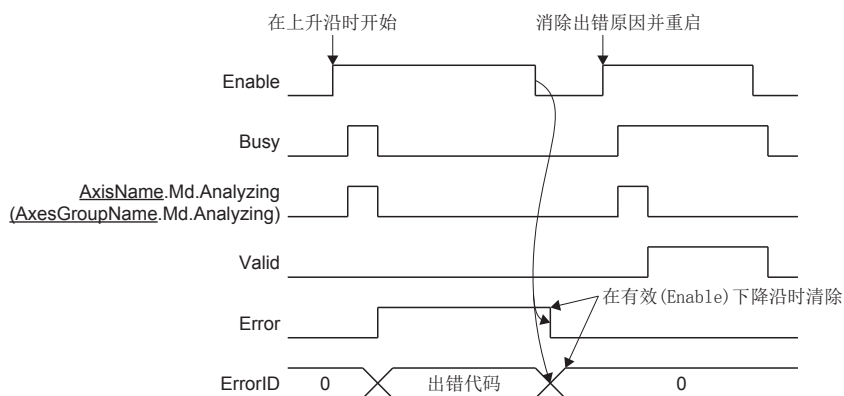 在上升沿时开始
消除出错原因并重启
Enable
Busy
AxisName.Md.Analyzing
(AxesGroupName.Md.Analyzing)
Valid
在有效(Enable)下降沿时清除
Error
ErrorID 0 出错代码 0